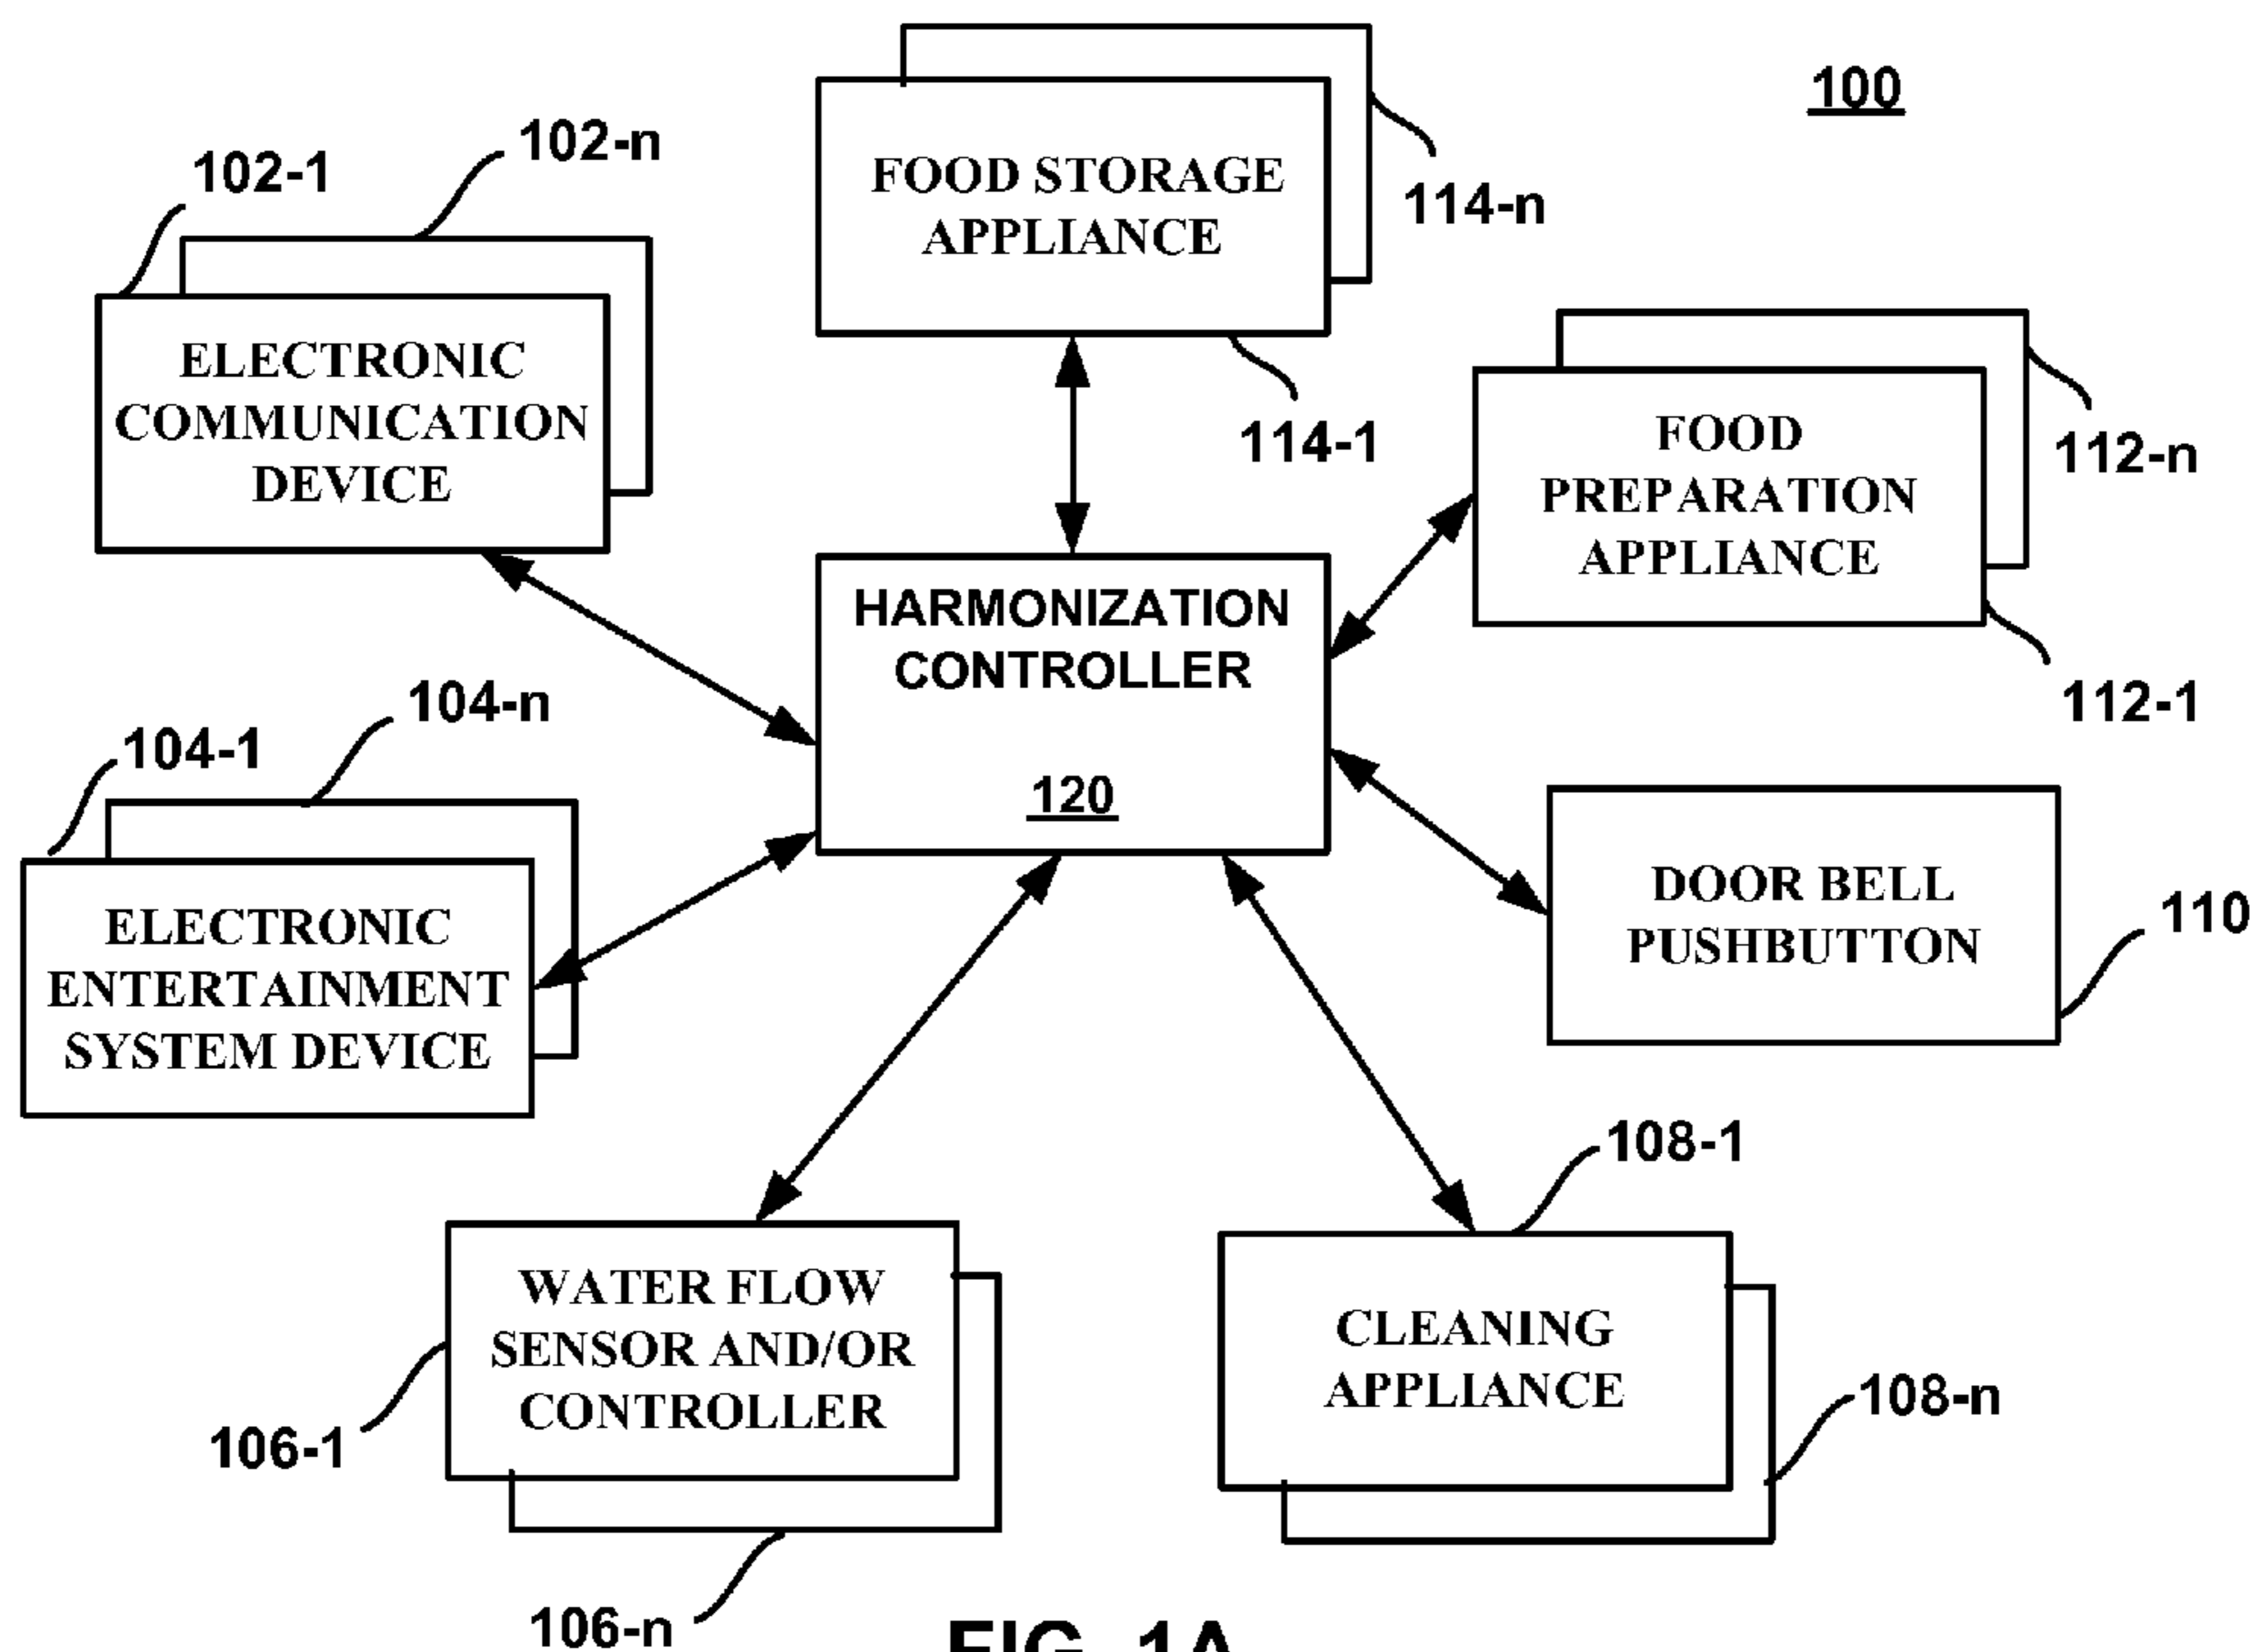 100
102-1
102-n
FOOD STORAGE
APPLIANCE
114-n
114-1
ELECTRONIC
COMMUNICATION
DEVICE
FOOD
PREPARATION
APPLIANCE
112-n
112-1
HARMONIZATION
CONTROLLER
120
104-1
104-n
ELECTRONIC
ENTERTAINMENT
SYSTEM DEVICE
DOOR BELL
PUSHBUTTON
110
WATER FLOW
SENSOR AND/OR
CONTROLLER
106-1
106-n
108-1
CLEANING
APPLIANCE
108-n
FIG. 1A